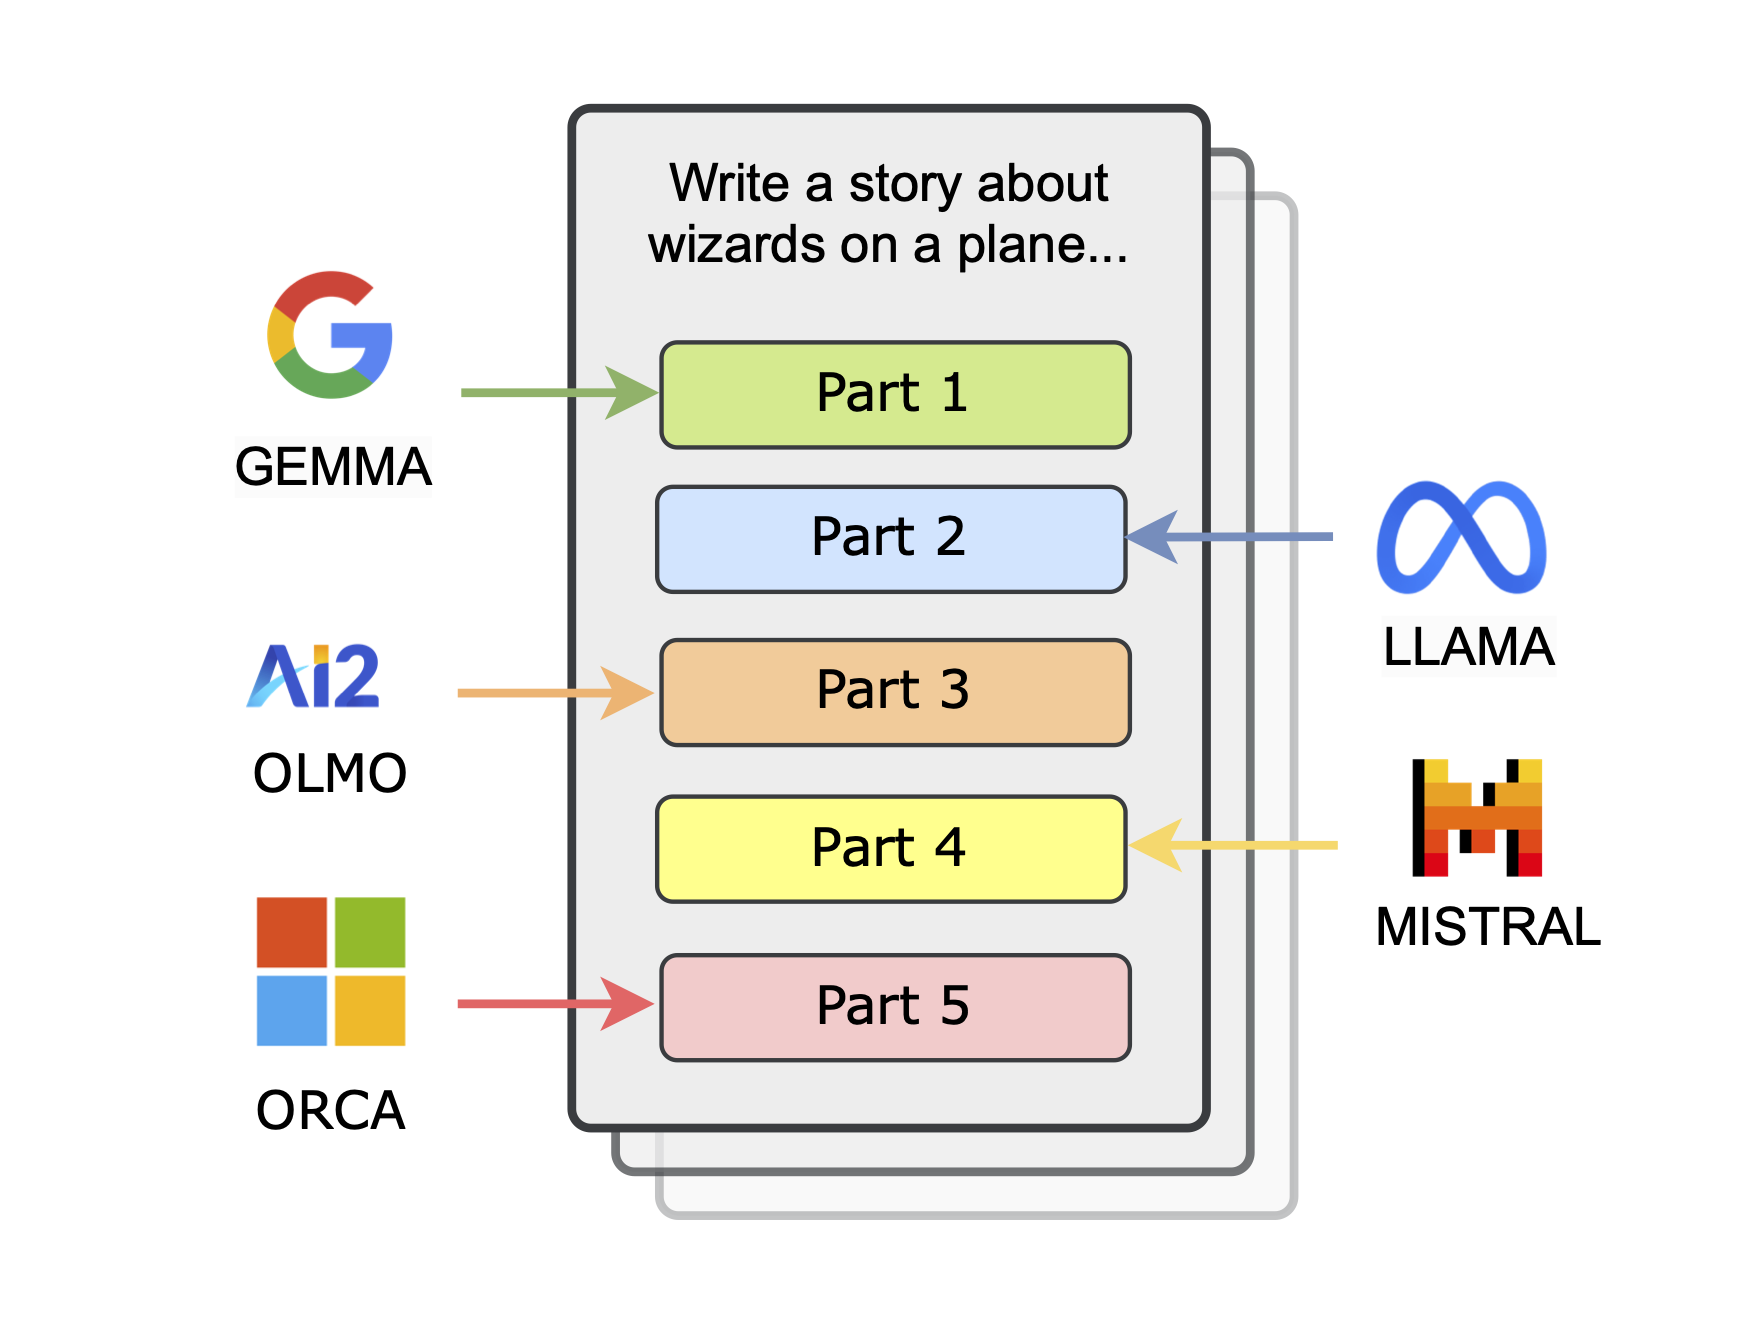 Write a story about
wizards on a plane...
Part 1
GEMMA
Part 2
LLAMA
Part 3
Ai2
OLMO
Part 4
MISTRAL
Part 5
ORCA